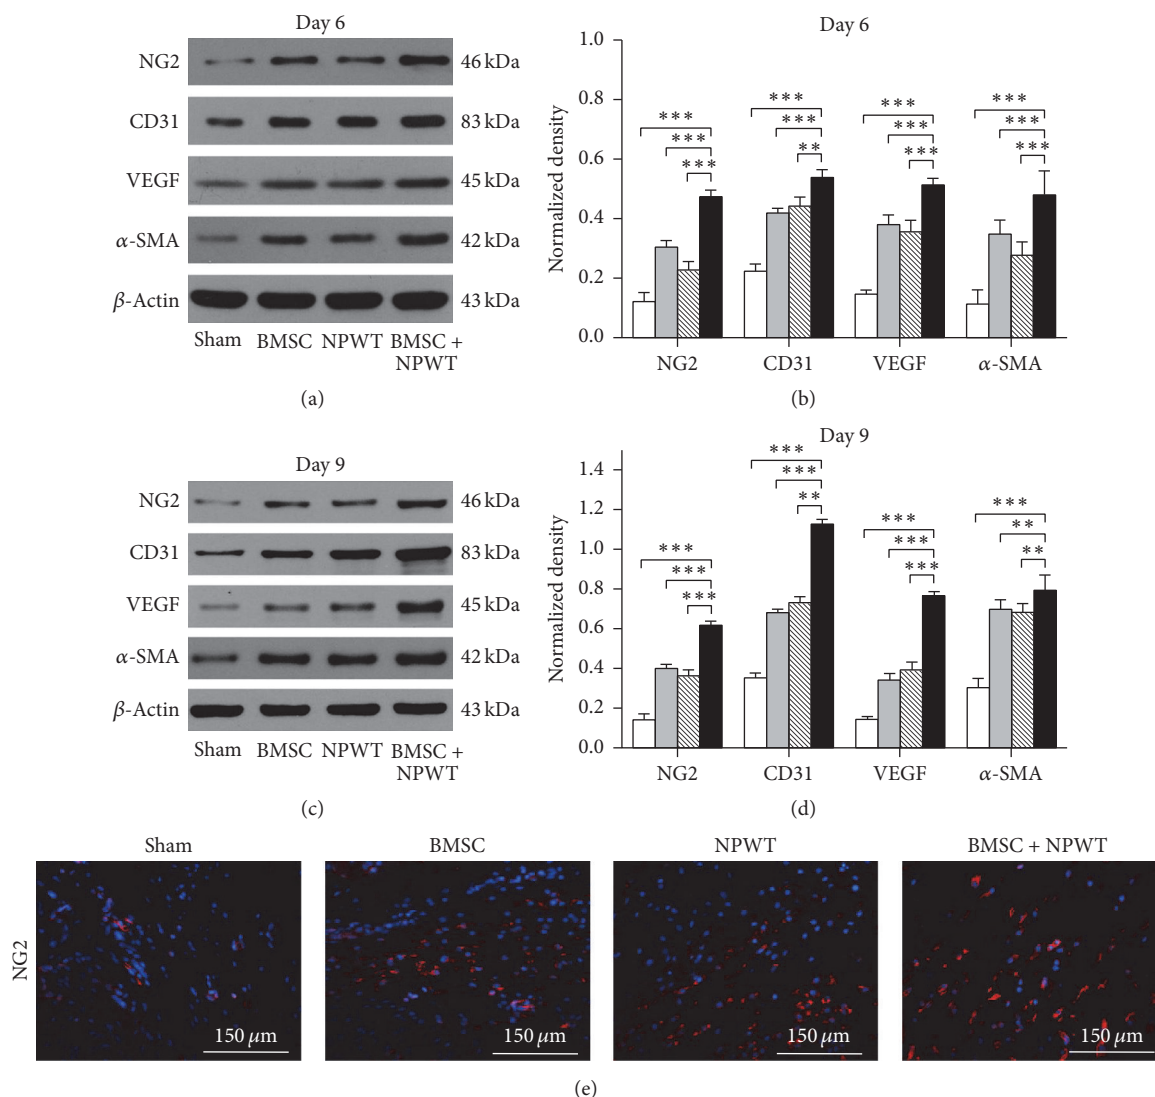 Day 6
NG2
46 kDa
CD31
83 kDa
VEGF
45 kDa
α-SMA
42 kDa
β-Actin
43 kDa
Sham BMSC NPWT BMSC +
NPWT
(a)
Day 6
Normalized density
1.0
0.8
0.6
0.4
0.2
0.0
***
***
***
***
***
**
***
***
***
***
***
***
NG2 CD31 VEGF α-SMA
(b)
Day 9
NG2
46 kDa
CD31
83 kDa
VEGF
45 kDa
α-SMA
42 kDa
β-Actin
43 kDa
Sham BMSC NPWT BMSC +
NPWT
(c)
Day 9
Normalized density
1.4
1.2
1.0
0.8
0.6
0.4
0.2
0.0
***
***
***
***
***
**
***
***
***
***
**
**
NG2 CD31 VEGF α-SMA
(d)
Sham BMSC NPWT BMSC + NPWT
NG2
150 μm 150 μm 150 μm 150 μm
(e)